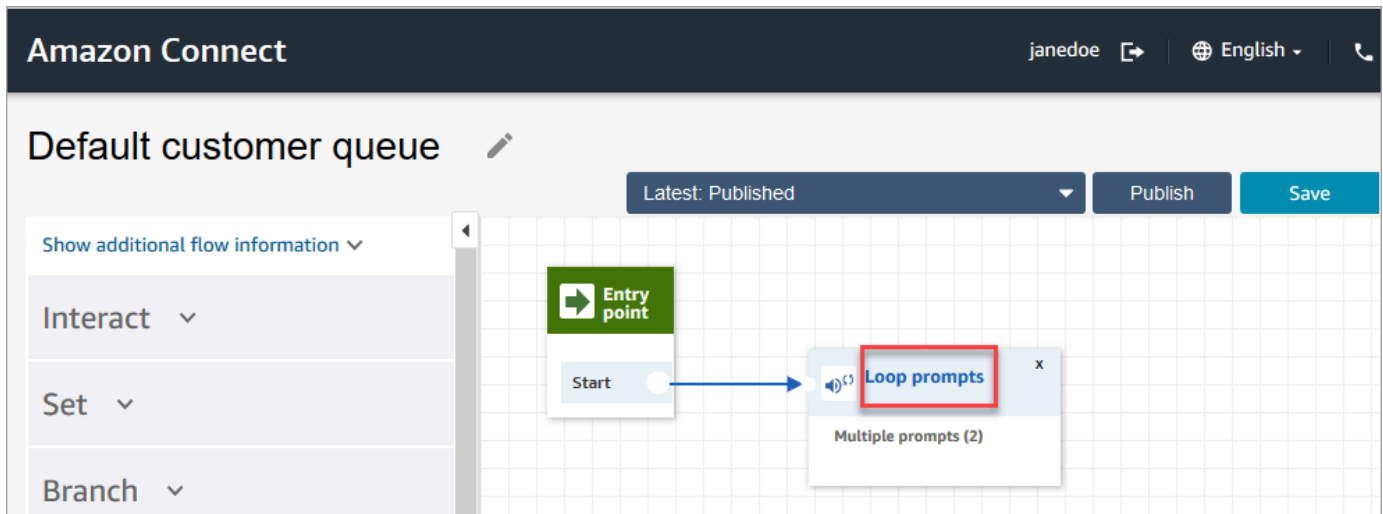 Amazon Connect
janedoe
English
Default customer queue
Latest: Published
Publish
Save
Show additional flow information
Interact
Set
Branch
Entry
point
Start
Loop prompts
x
Multiple prompts (2)